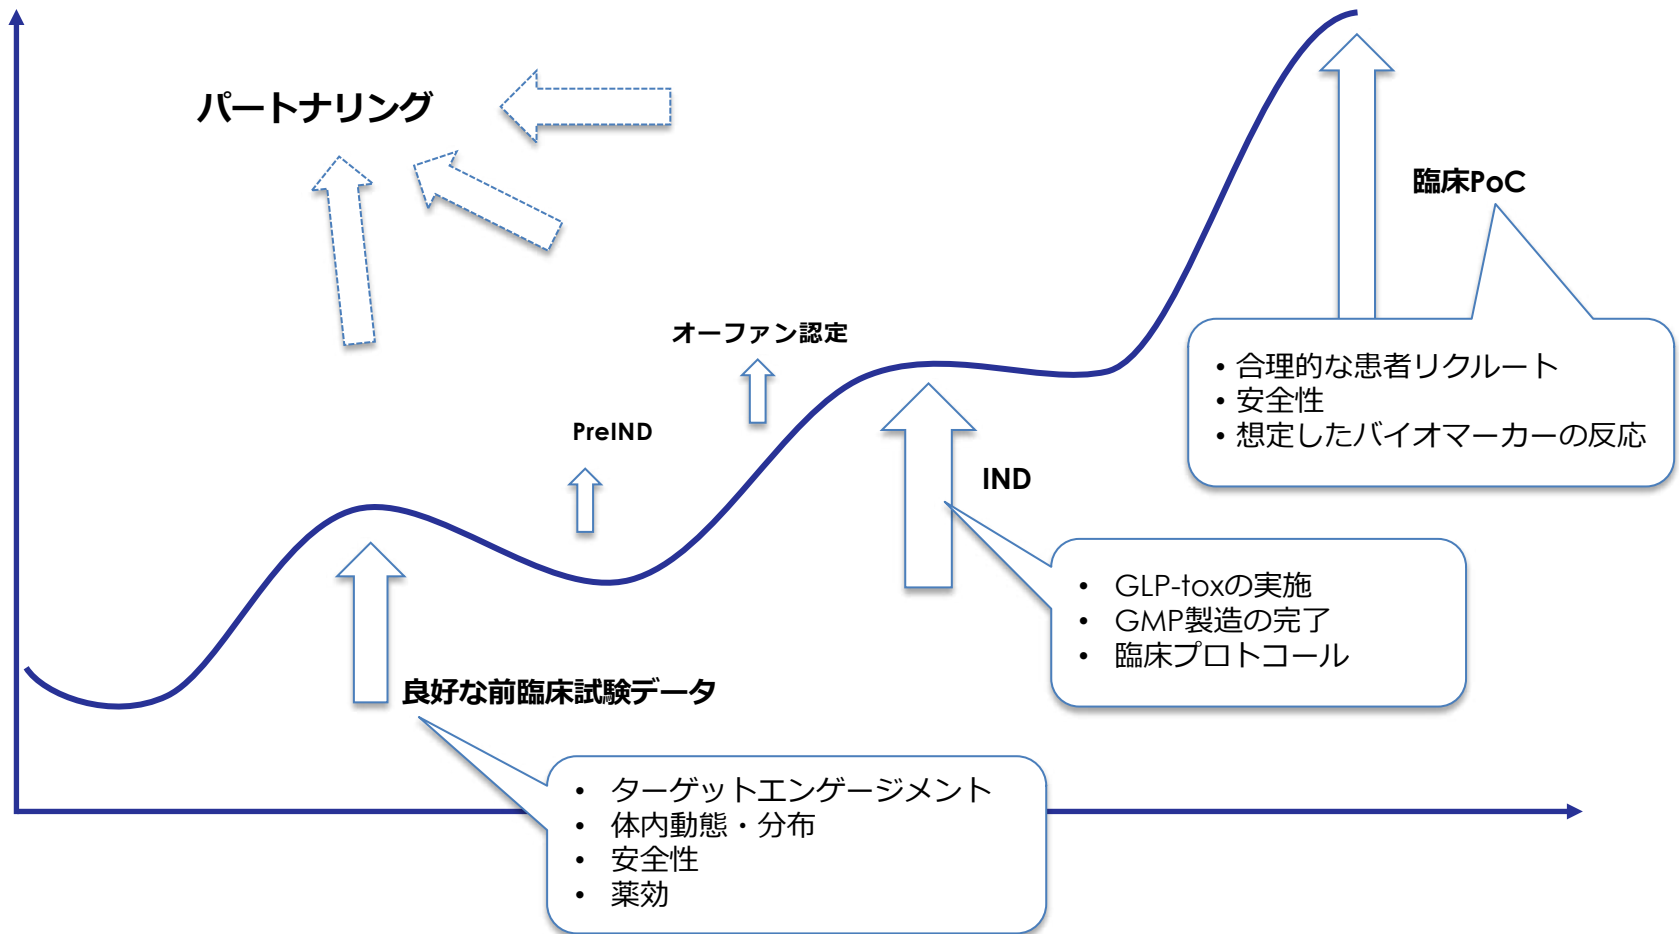 パートナリング
臨床PoC
• 合理的な患者リクルート
• 安全性
• 想定したバイオマーカーの反応
オーファン認定
PreIND
IND
• GLP-toxの実施
• GMP製造の完了
• 臨床プロトコール
良好な前臨床試験データ
• ターゲットエンゲージメント
• 体内動態・分布
• 安全性
• 薬効